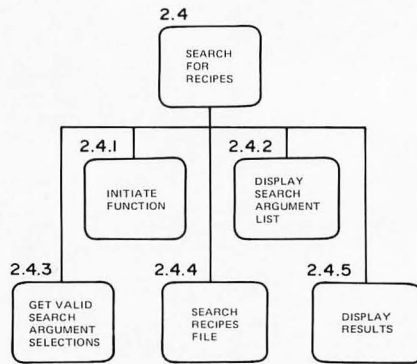 2.4
SEARCH
FOR
RECIPES
2.4.1
INITIATE
FUNCTION
2.4.2
DISPLAY
SEARCH
ARGUMENT
LIST
2.4.3
GET VALID
SEARCH
ARGUMENT
SELECTIONS
2.4.4
SEARCH
RECIPES
FILE
2.4.5
DISPLAY
RESULTS